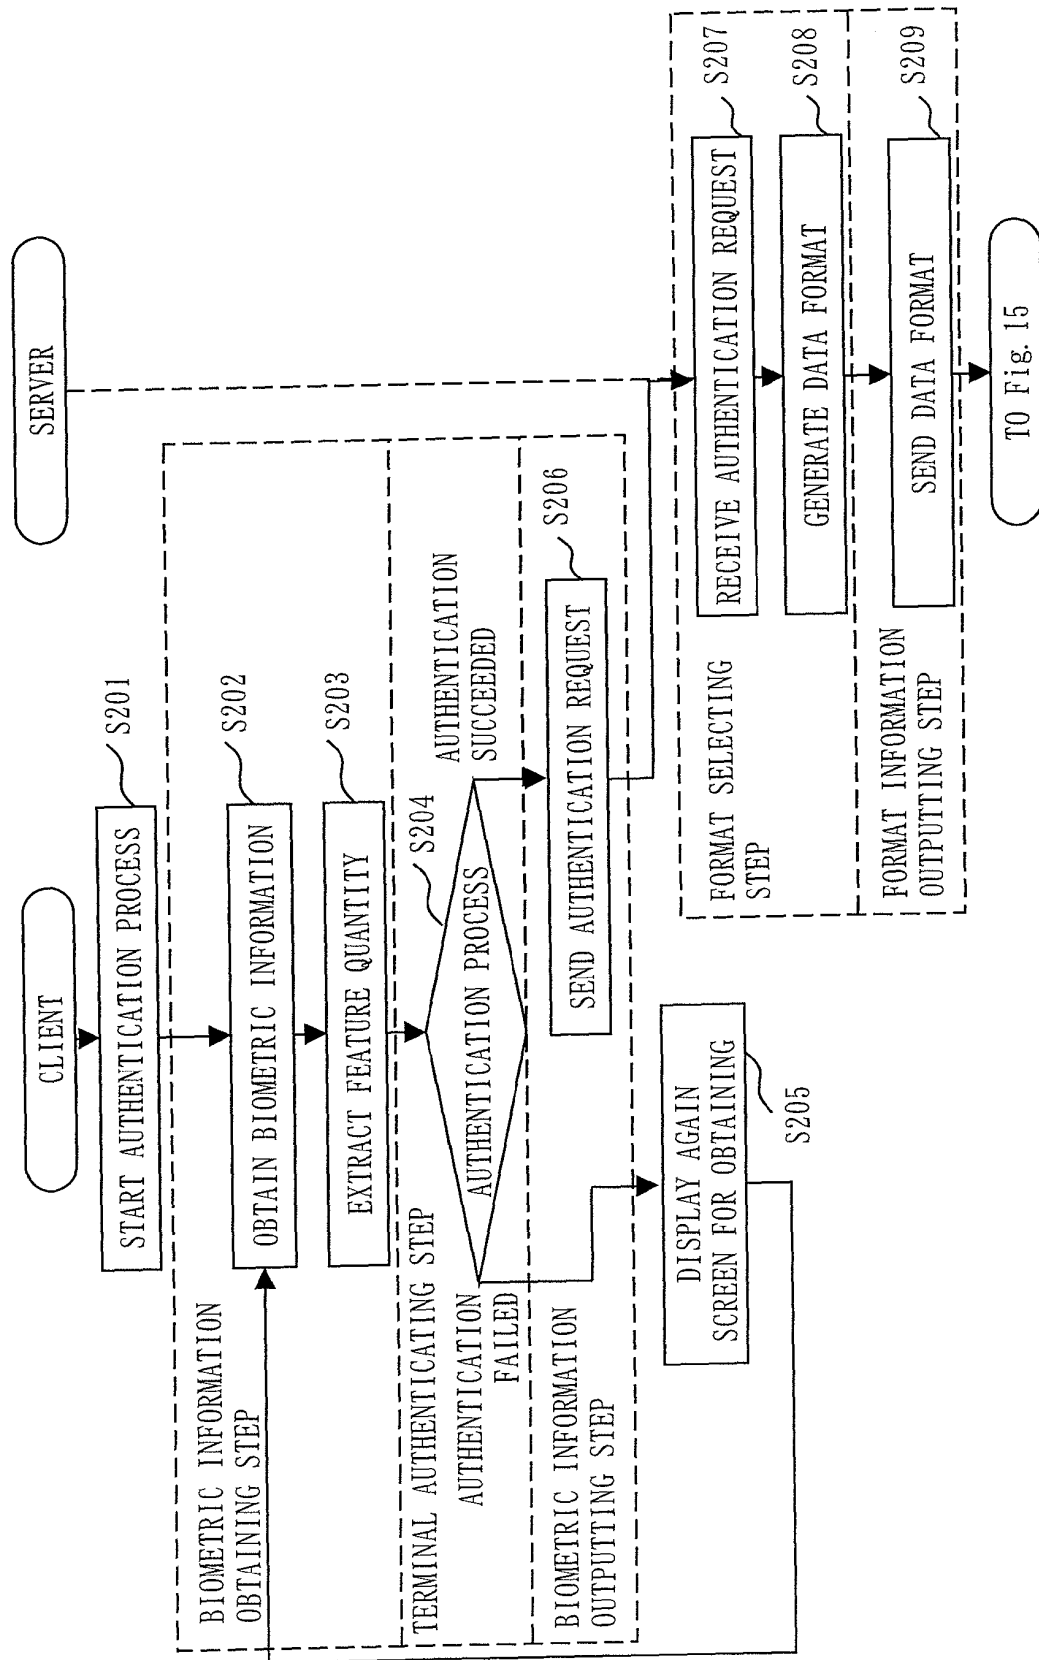 CLIENT
SERVER
START AUTHENTICATION PROCESS
S201
BIOMETRIC INFORMATION
OBTAINING STEP
OBTAIN BIOMETRIC INFORMATION
S202
EXTRACT FEATURE QUANTITY
S203
TERMINAL AUTHENTICATING STEP
AUTHENTICATION PROCESS
S204
AUTHENTICATION
FAILED
AUTHENTICATION
SUCCEEDED
BIOMETRIC INFORMATION
OUTPUTTING STEP
SEND AUTHENTICATION REQUEST
S206
DISPLAY AGAIN
SCREEN FOR OBTAINING
S205
FORMAT SELECTING
STEP
RECEIVE AUTHENTICATION REQUEST
S207
GENERATE DATA FORMAT
S208
FORMAT INFORMATION
OUTPUTING STEP
SEND DATA FORMAT
S209
TO Fig. 15